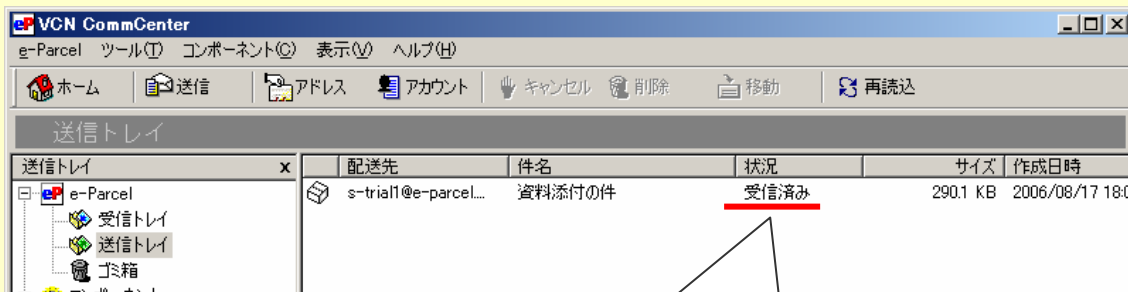 eP VCN CommCenter
e-Parcel ツール(T) コンポーネント(C) 表示(V) ヘルプ(H)
ホーム 送信 アドレス アカウント キャンセル 削除 移動 再読込
送信トレイ
送信トレイ x 配送先 件名 状況 サイズ 作成日時
eP e-Parcel s-trial1@e-parcel.... 資料添付の件 受信済み 290.1 KB 2006/08/17 18:0
受信トレイ
送信トレイ
ゴミ箱